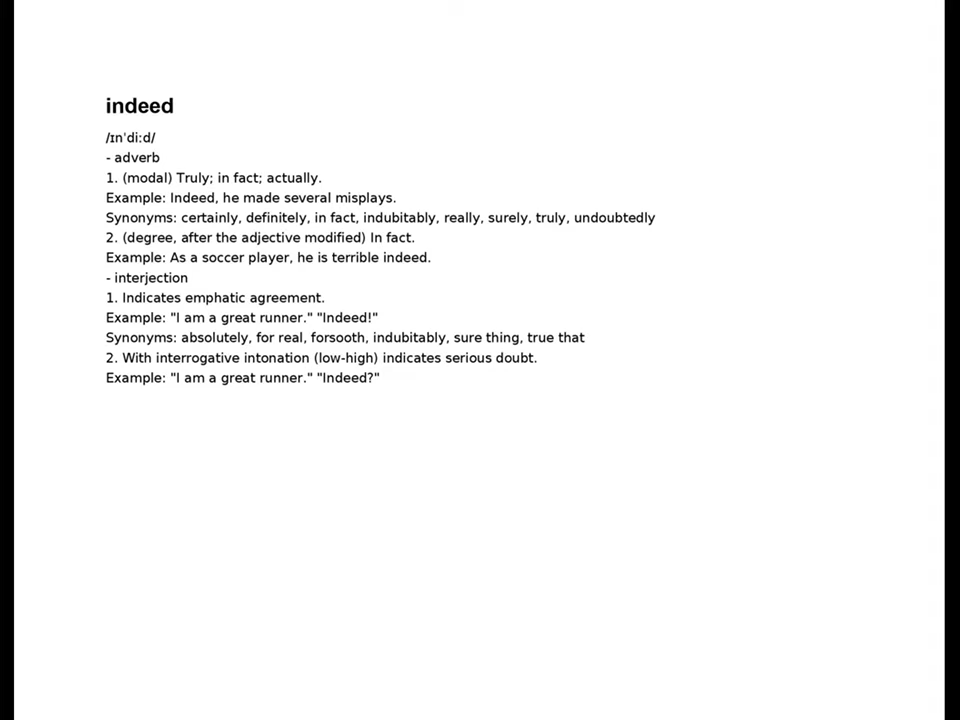 indeed
/ɪnˈdiːd/
- adverb
1. (modal) Truly; in fact; actually.
Example: Indeed, he made several misplays.
Synonyms: certainly, definitely, in fact, indubitably, really, surely, truly, undoubtedly
2. (degree, after the adjective modified) In fact.
Example: As a soccer player, he is terrible indeed.
- interjection
1. Indicates emphatic agreement.
Example: "I am a great runner." "Indeed!"
Synonyms: absolutely, for real, forsooth, indubitably, sure thing, true that
2. With interrogative intonation (low-high) indicates serious doubt.
Example: "I am a great runner." "Indeed?"